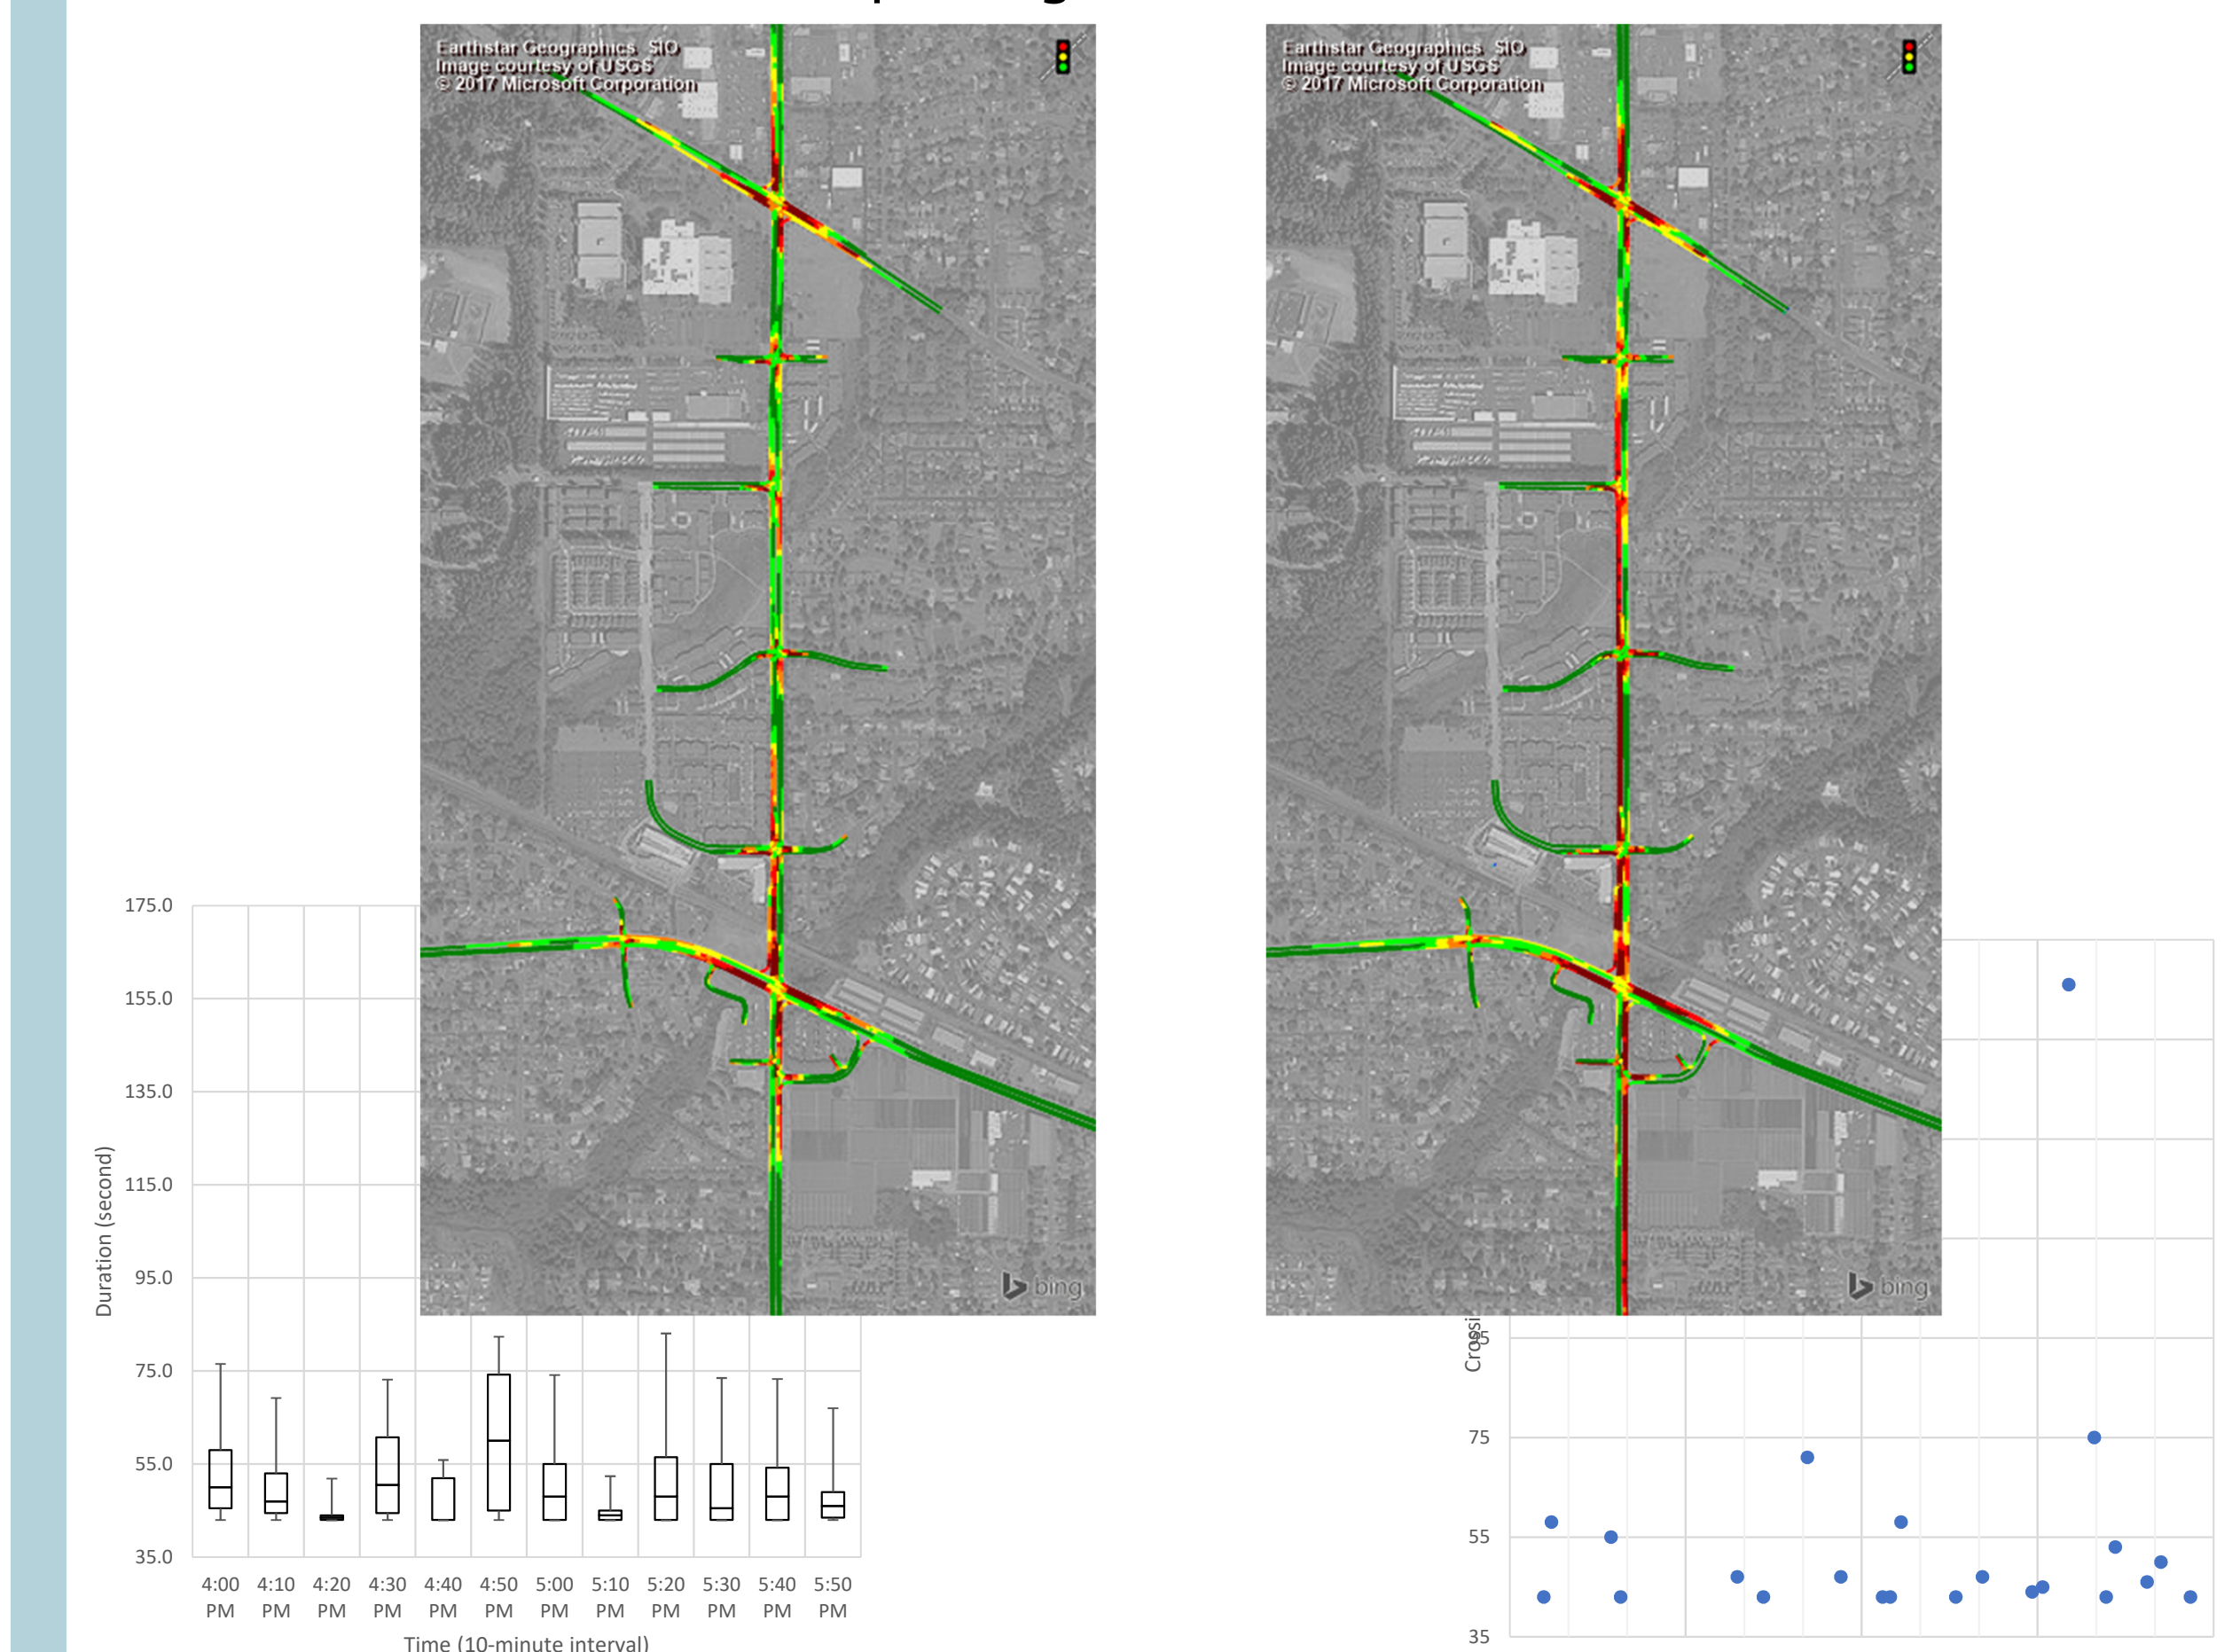 Earthstar Geographics SIO
Image courtesy of USGS
© 2017 Microsoft Corporation
bing
Earthstar Geographics SIO
Image courtesy of USGS
© 2017 Microsoft Corporation
bing
175.0
155.0
135.0
115.0
95.0
75.0
55.0
35.0
Duration (second)
4:00 PM
4:10 PM
4:20 PM
4:30 PM
4:40 PM
4:50 PM
5:00 PM
5:10 PM
5:20 PM
5:30 PM
5:40 PM
5:50 PM
Time (10-minute interval)
95
75
55
35